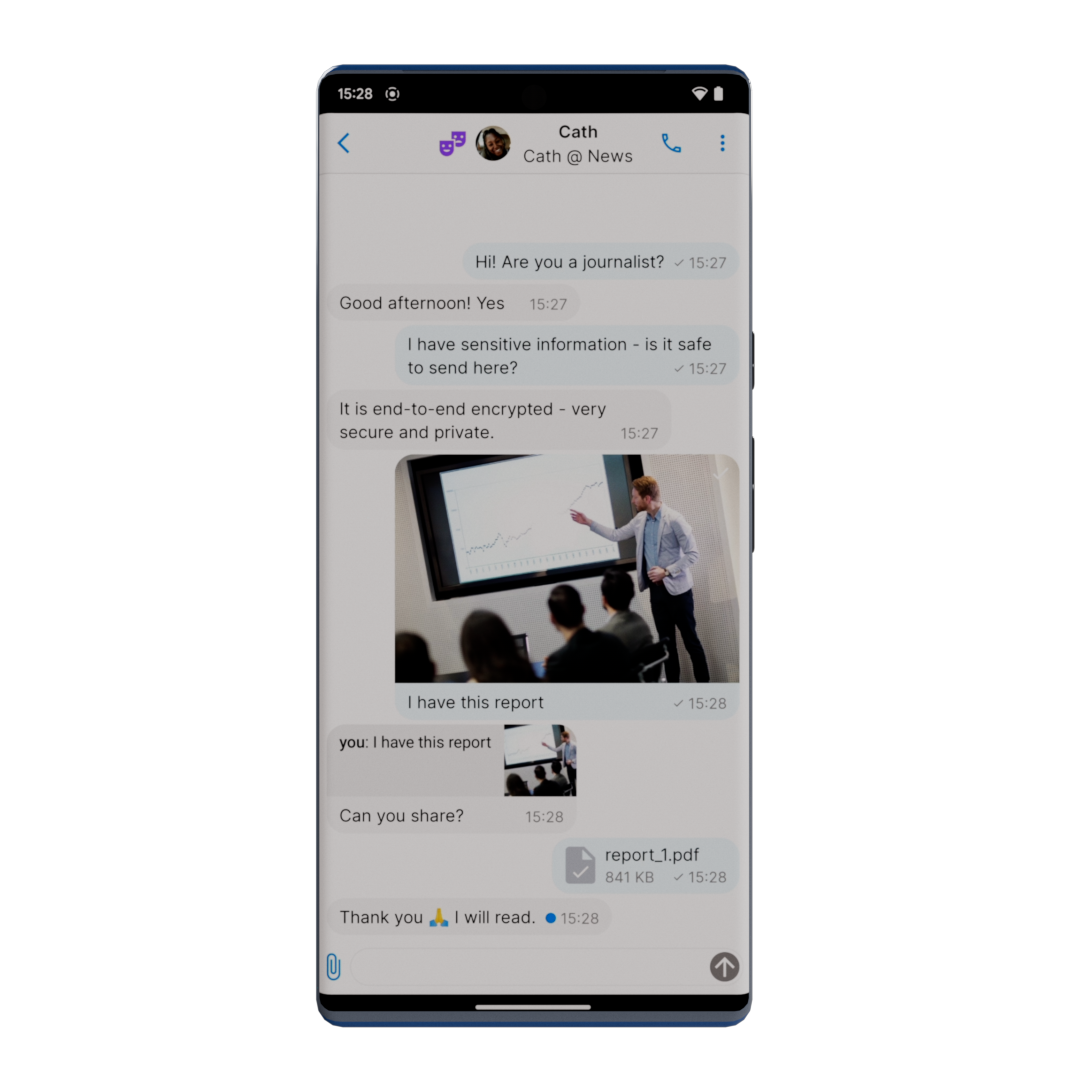 15:28
Cath
Cath @ News
Hi! Are you a journalist? 15:27
Good afternoon! Yes 15:27
I have sensitive information - is it safe
to send here? 15:27
It is end-to-end encrypted - very
secure and private. 15:27
I have this report 15:28
you: I have this report
Can you share? 15:28
report_1.pdf
841 KB 15:28
Thank you 🙏 I will read. 15:28